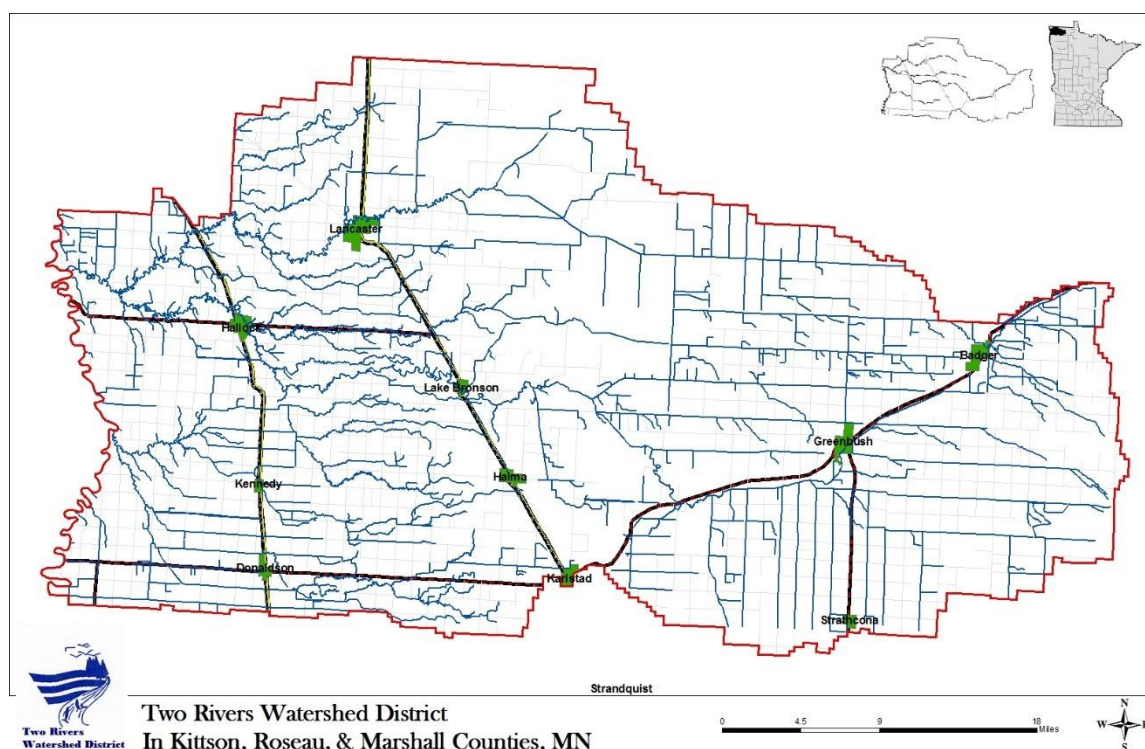 Lancaster
Hallock
Badger
Lake Bronson
Greenbush
Halma
Kennedy
Donaldson
Karlstad
Strathcona
Strandquist
Two Rivers
Watershed District
Two Rivers Watershed District
In Kittson, Roseau, & Marshall Counties, MN
0 4.5 9 18
Miles
N
W E
S